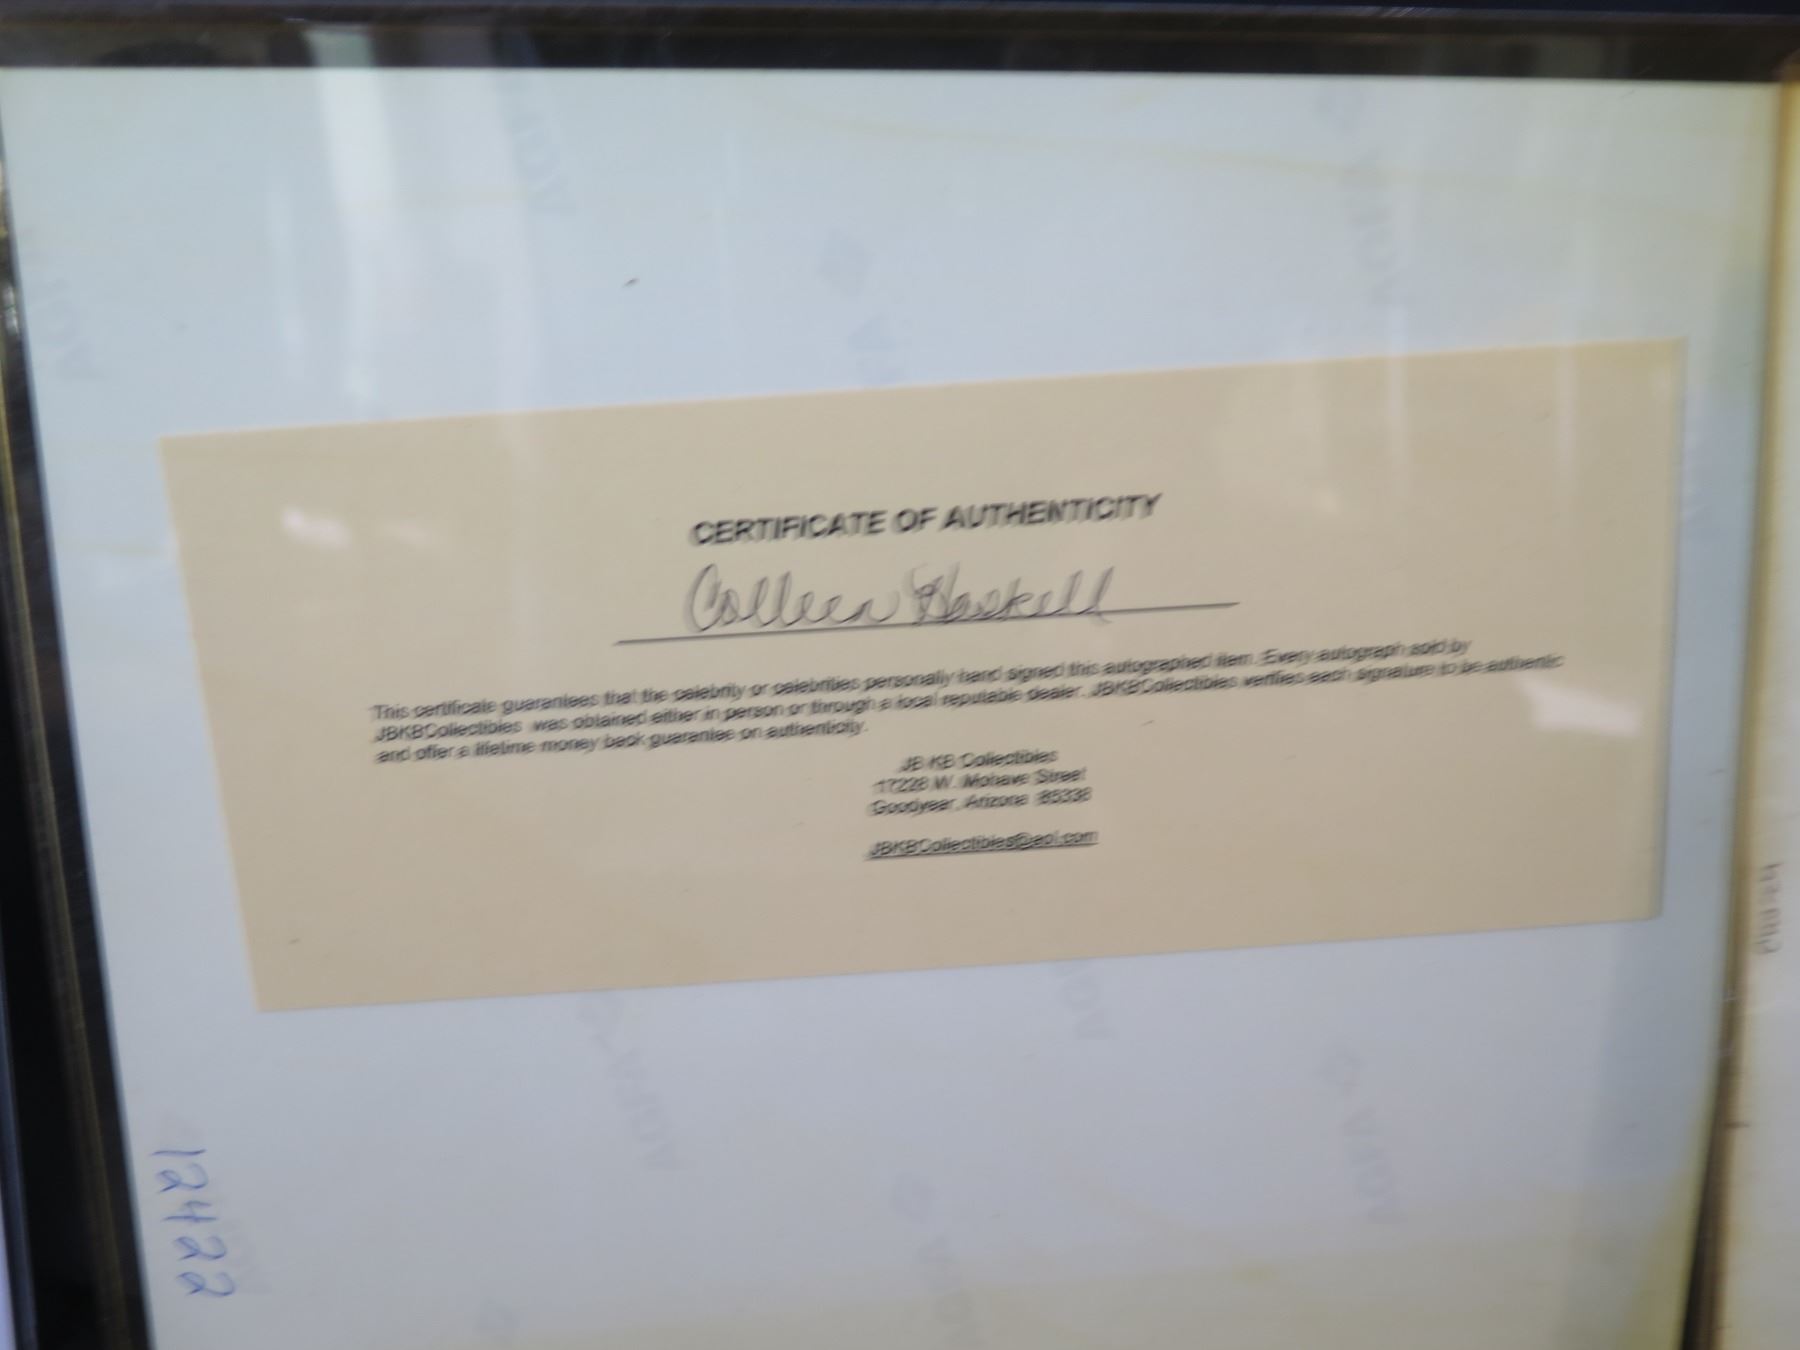 CERTIFICATE OF AUTHENTICITY
Colleen Haskell
This certificate guarantees that the celebrity or celebrities personally hand signed this autographed item. Every autograph sold by
JBKBCollectibles was obtained either in person or through a local reputable dealer. JBKBCollectibles verifies each signature to be authentic
and offer a lifetime money back guarantee on authenticity.
JB KB Collectibles
17228 W. Mohave Street
Goodyear, Arizona 85338
JBKBCollectibles@aol.com
12422